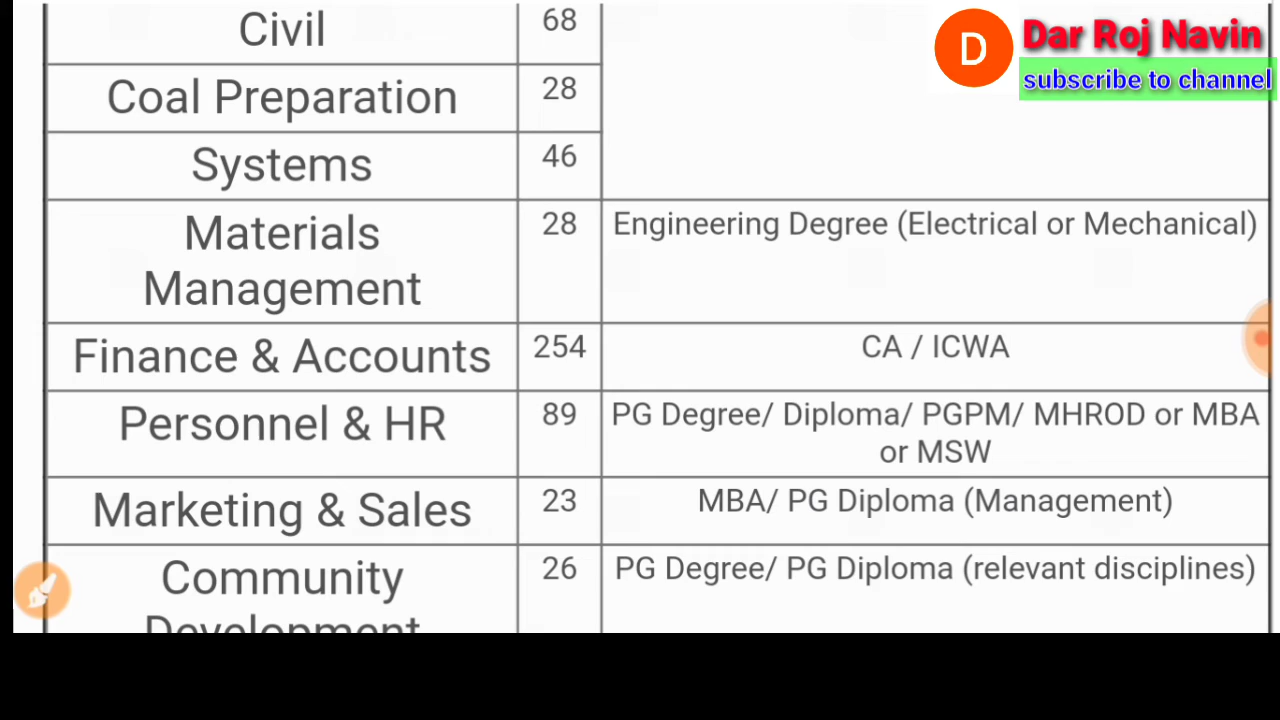 Civil 68
D Dar Roj Navin
subscribe to channel
Coal Preparation 28
Systems 46
Materials 28 Engineering Degree (Electrical or Mechanical)
Management
Finance & Accounts 254 CA / ICWA
Personnel & HR 89 PG Degree/ Diploma/ PGPM/ MHROD or MBA
or MSW
Marketing & Sales 23 MBA/ PG Diploma (Management)
Community 26 PG Degree/ PG Diploma (relevant disciplines)
Development